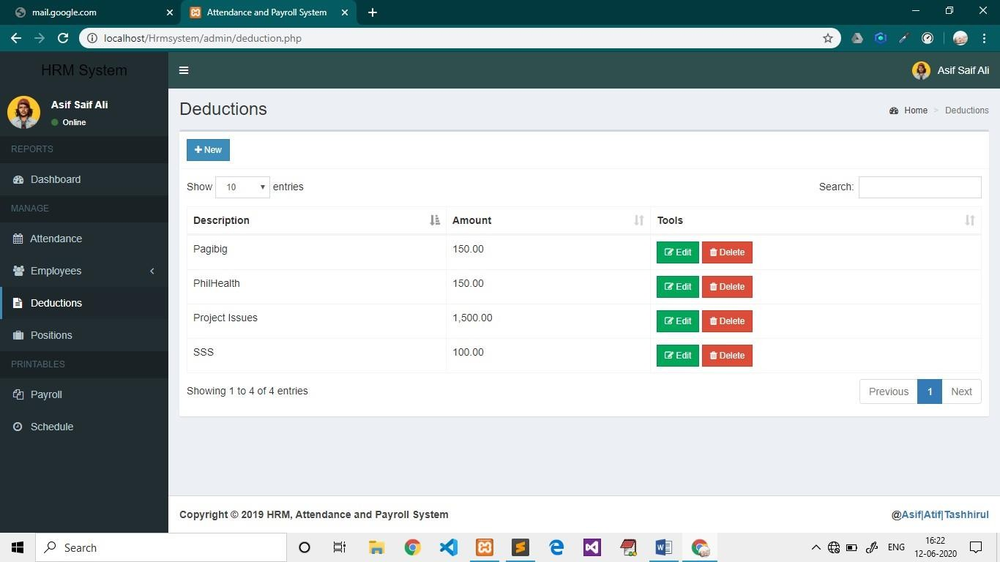 mail.google.com
Attendance and Payroll System
localhost/Hrmsystem/admin/deduction.php
HRM System
Asif Saif Ali
Asif Saif Ali
Online
REPORTS
Dashboard
MANAGE
Attendance
Employees
Deductions
Positions
PRINTABLES
Payroll
Schedule
Deductions
Home > Deductions
New
Show 10 entries
Search:
Description Amount Tools
Pagibig 150.00 Edit Delete
PhilHealth 150.00 Edit Delete
Project Issues 1,500.00 Edit Delete
SSS 100.00 Edit Delete
Showing 1 to 4 of 4 entries
Previous 1 Next
Copyright © 2019 HRM, Attendance and Payroll System
@Asif|Atif|Tashhirul
Search
ENG
16:22
12-06-2020